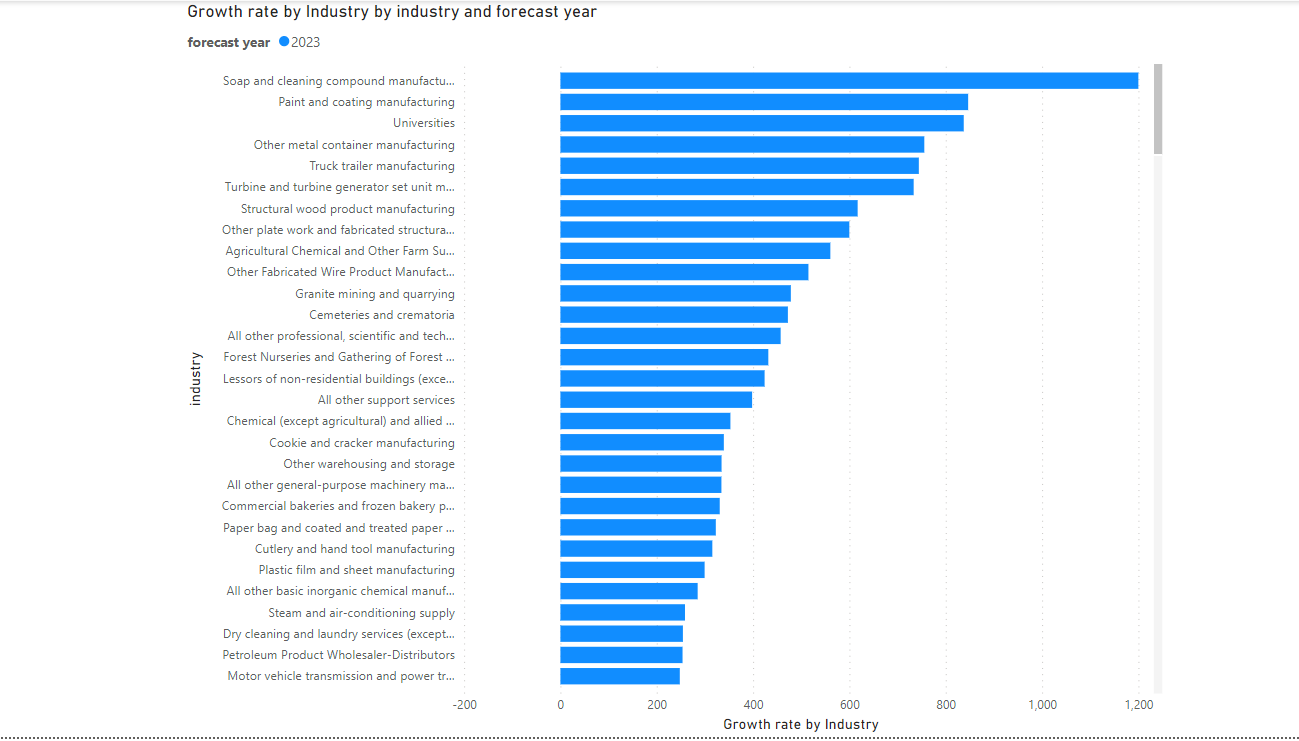 Growth rate by Industry by industry and forecast year
forecast year 2023
Soap and cleaning compound manufactu...
Paint and coating manufacturing
Universities
Other metal container manufacturing
Truck trailer manufacturing
Turbine and turbine generator set unit m...
Structural wood product manufacturing
Other plate work and fabricated structura...
Agricultural Chemical and Other Farm Su...
Other Fabricated Wire Product Manufact...
Granite mining and quarrying
Cemeteries and crematoria
All other professional, scientific and tech...
Forest Nurseries and Gathering of Forest ...
Lessors of non-residential buildings (exce...
All other support services
Chemical (except agricultural) and allied ...
Cookie and cracker manufacturing
Other warehousing and storage
All other general-purpose machinery ma...
Commercial bakeries and frozen bakery p...
Paper bag and coated and treated paper ...
Cutlery and hand tool manufacturing
Plastic film and sheet manufacturing
All other basic inorganic chemical manuf...
Steam and air-conditioning supply
Dry cleaning and laundry services (except...
Petroleum Product Wholesaler-Distributors
Motor vehicle transmission and power tr...
industry
-200 0 200 400 600 800 1,000 1,200
Growth rate by Industry